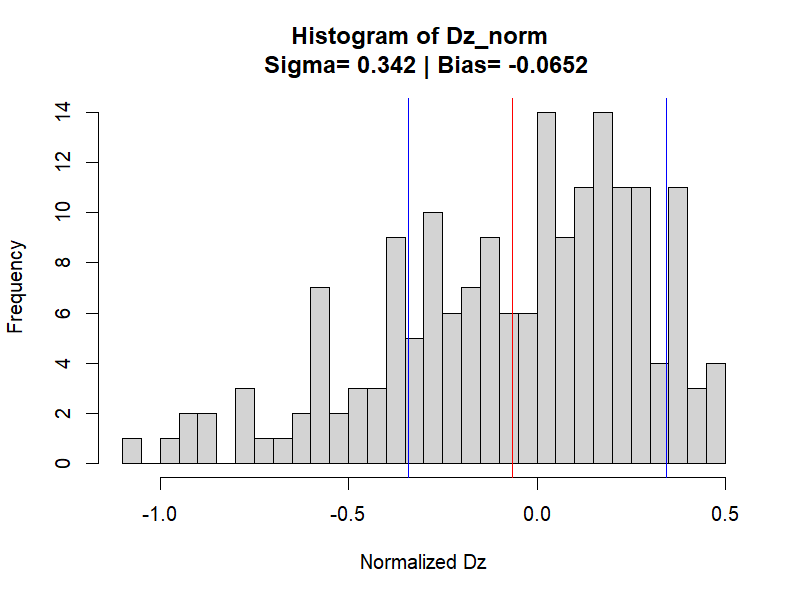 Histogram of Dz_norm
Sigma= 0.342 | Bias= -0.0652
14
12
10
8
6
4
2
0
Frequency
-1.0 -0.5 0.0 0.5
Normalized Dz